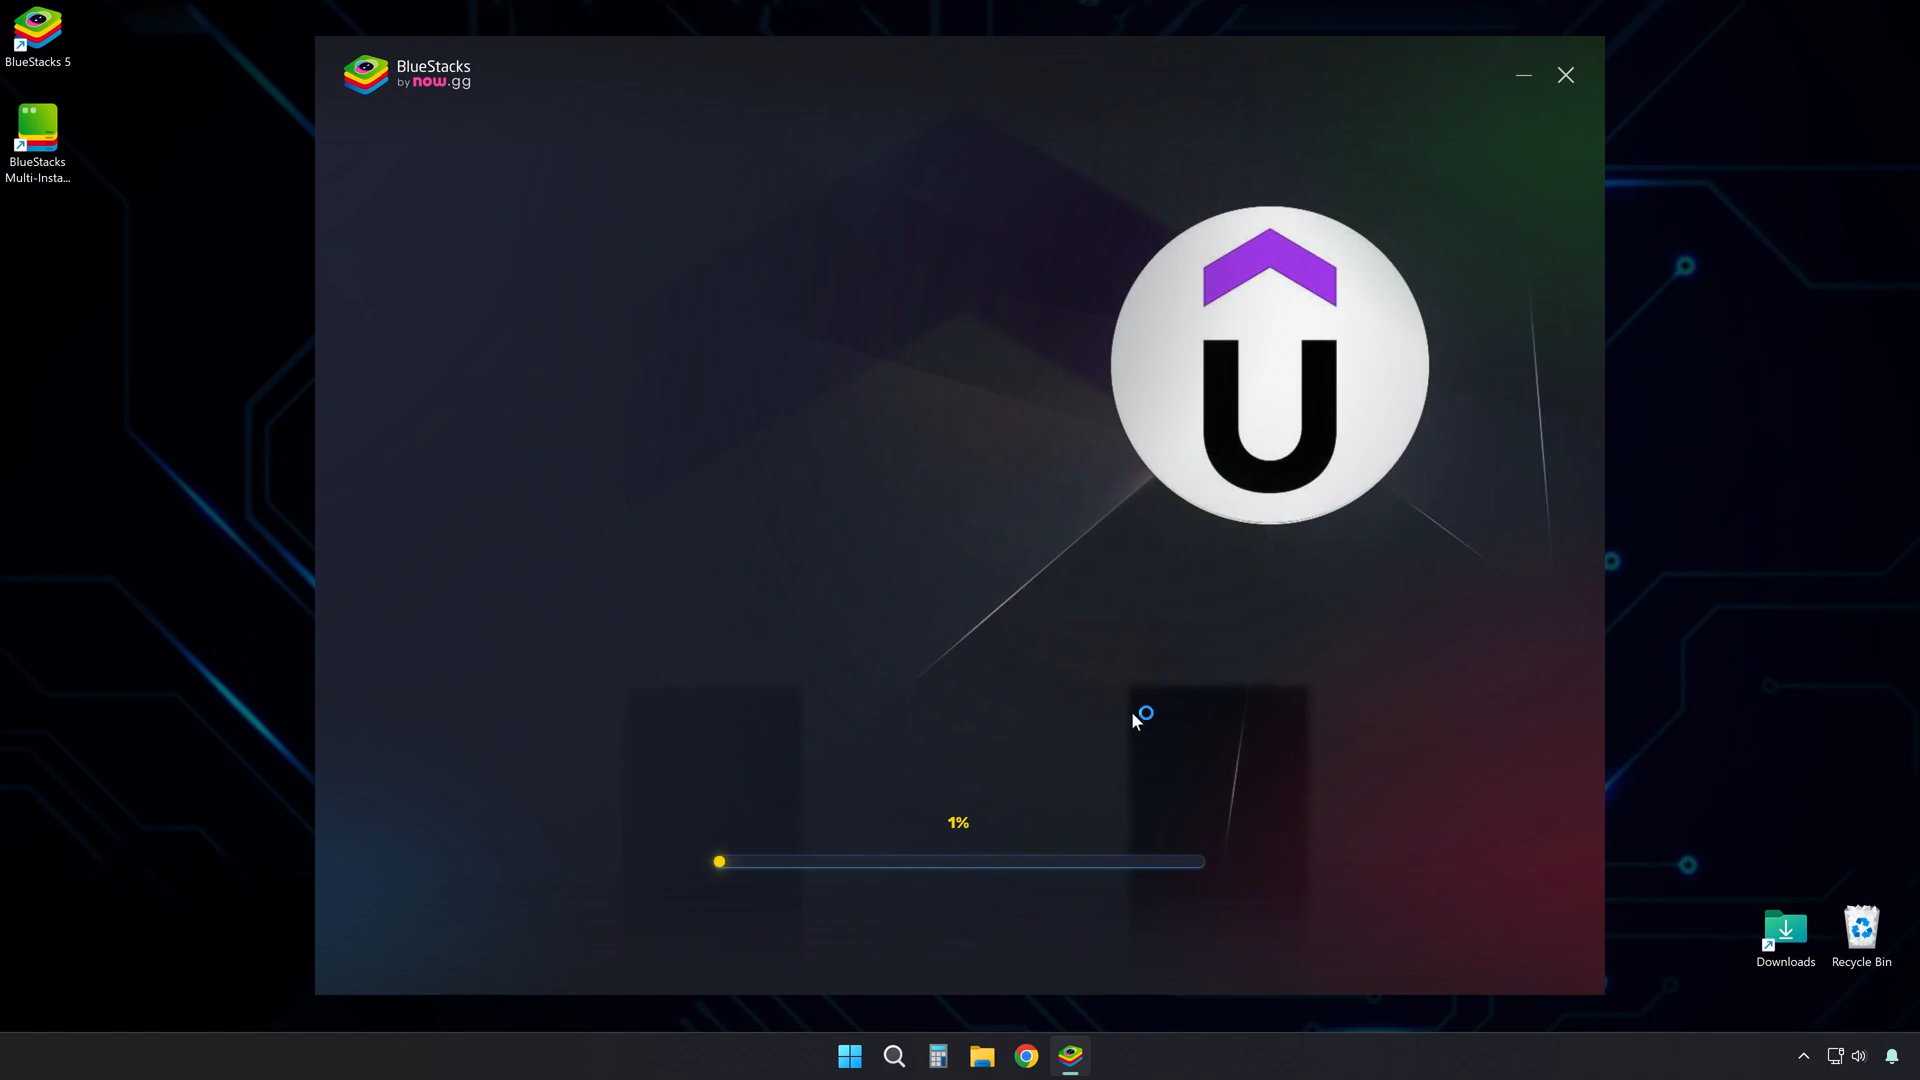 BlueStacks 5
BlueStacks
Multi-Insta...
BlueStacks
by now.gg
U
1%
Downloads
Recycle Bin